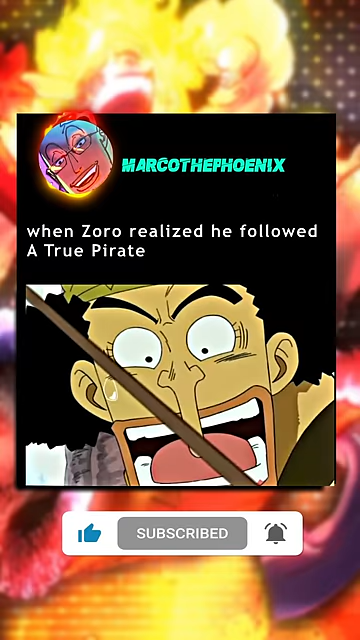 MARCOTHEPHOENIX
when Zoro realized he followed
A True Pirate
SUBSCRIBED